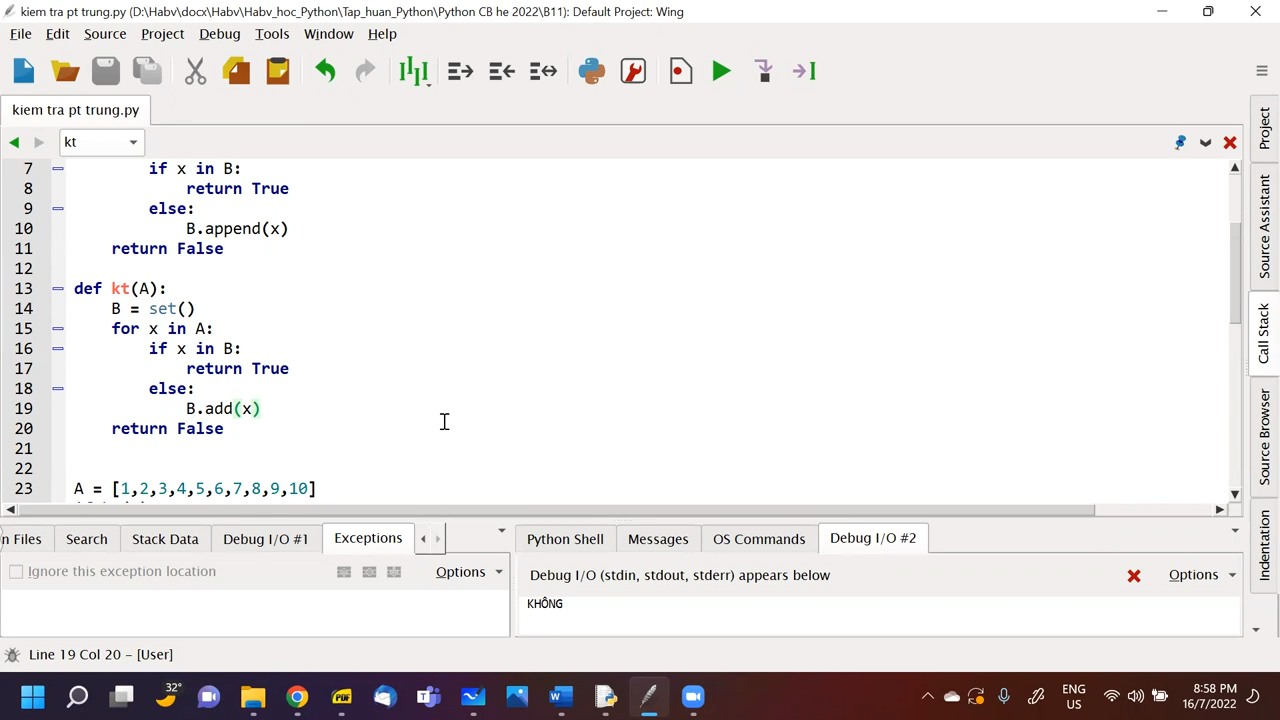 kiem tra pt trung.py (D:\Habv\docx\Habv\Habv_hoc_Python\Tap_huan_Python\Python CB he 2022\B11): Default Project: Wing
File Edit Source Project Debug Tools Window Help
kiem tra pt trung.py
kt
7 if x in B:
8 return True
9 else:
10 B.append(x)
11 return False
12
13 def kt(A):
14 B = set()
15 for x in A:
16 if x in B:
17 return True
18 else:
19 B.add(x)
20 return False
21
22
23 A = [1,2,3,4,5,6,7,8,9,10]
Project
Source Assistant
Call Stack
Source Browser
Indentation
n Files Search Stack Data Debug I/O #1 Exceptions
Python Shell Messages OS Commands Debug I/O #2
Ignore this exception location Options
Debug I/O (stdin, stdout, stderr) appears below Options
KHÔNG
Line 19 Col 20 - [User]
32°
ENG
US
8:58 PM
16/7/2022